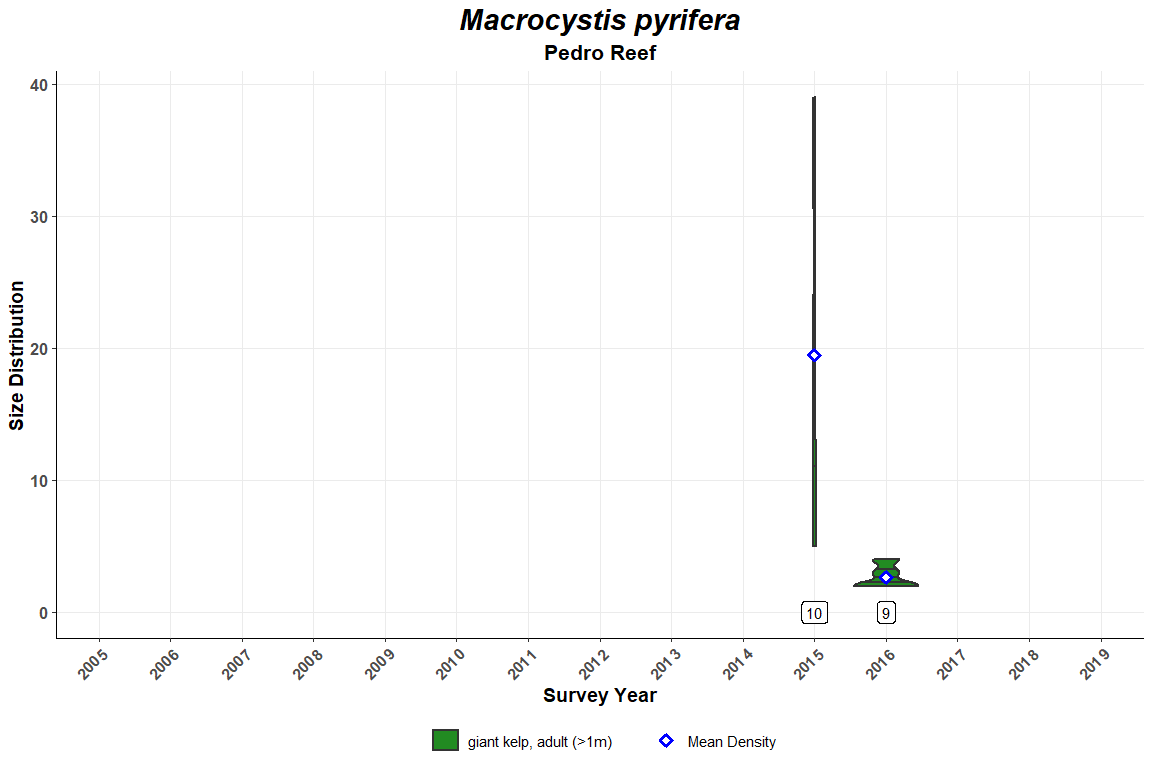 Macrocystis pyrifera
Pedro Reef
Size Distribution
40
30
20
10
0
10
9
2005 2006 2007 2008 2009 2010 2011 2012 2013 2014 2015 2016 2017 2018 2019
Survey Year
giant kelp, adult (>1m) Mean Density